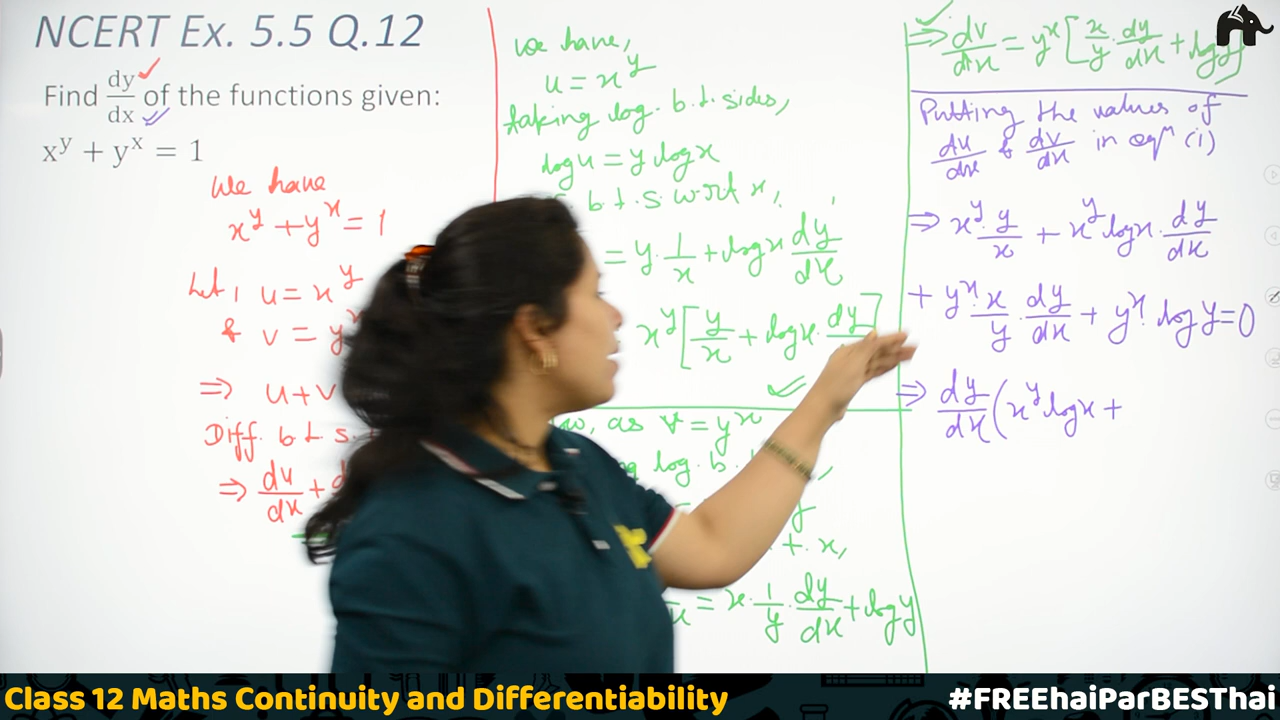 NCERT Ex. 5.5 Q.12
Find dy/dx of the functions given:
x^y + y^x = 1
We have
x^y + y^x = 1
Let, u = x^y
& v = y
⇒ u+v
Diff. b.t.s.
⇒ du/dx +
We have,
u = x^y
taking log. b.t. sides,
log u = y log x
b.t.s w.r.t x,
= y. 1/x + log x dy/dx
x^y [y/x + log x. dy
as v = y^x
log. b.t
y
t. x,
= x. 1/y. dy/dx + log y
⇒ dv/dx = y^x [x/y. dy/dx + log y]
Putting the values of
du/dx & dv/dx in eqn (i)
⇒ x^y. y/x + x^y log x. dy/dx
+ y^x. x/y. dy/dx + y^x. log y = 0
⇒ dy/dx (x^y log x +
Class 12 Maths Continuity and Differentiability
#FREEhaiParBESThai